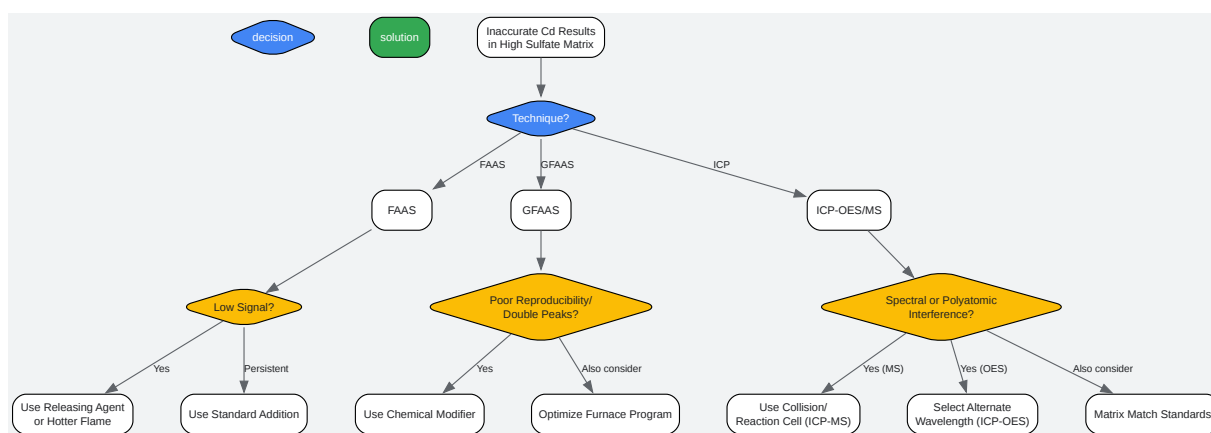 decision
solution
Inaccurate Cd Results
in High Sulfate Matrix
Technique?
FAAS
GFAAS
ICP
FAAS
GFAAS
ICP-OES/MS
Low Signal?
Poor Reproducibility/
Double Peaks?
Spectral or Polyatomic
Interference?
Yes
Persistent
Yes
Also consider
Yes (MS)
Yes (OES)
Also consider
Use Releasing Agent
or Hotter Flame
Use Standard Addition
Use Chemical Modifier
Optimize Furnace Program
Use Collision/
Reaction Cell (ICP-MS)
Select Alternate
Wavelength (ICP-OES)
Matrix Match Standards